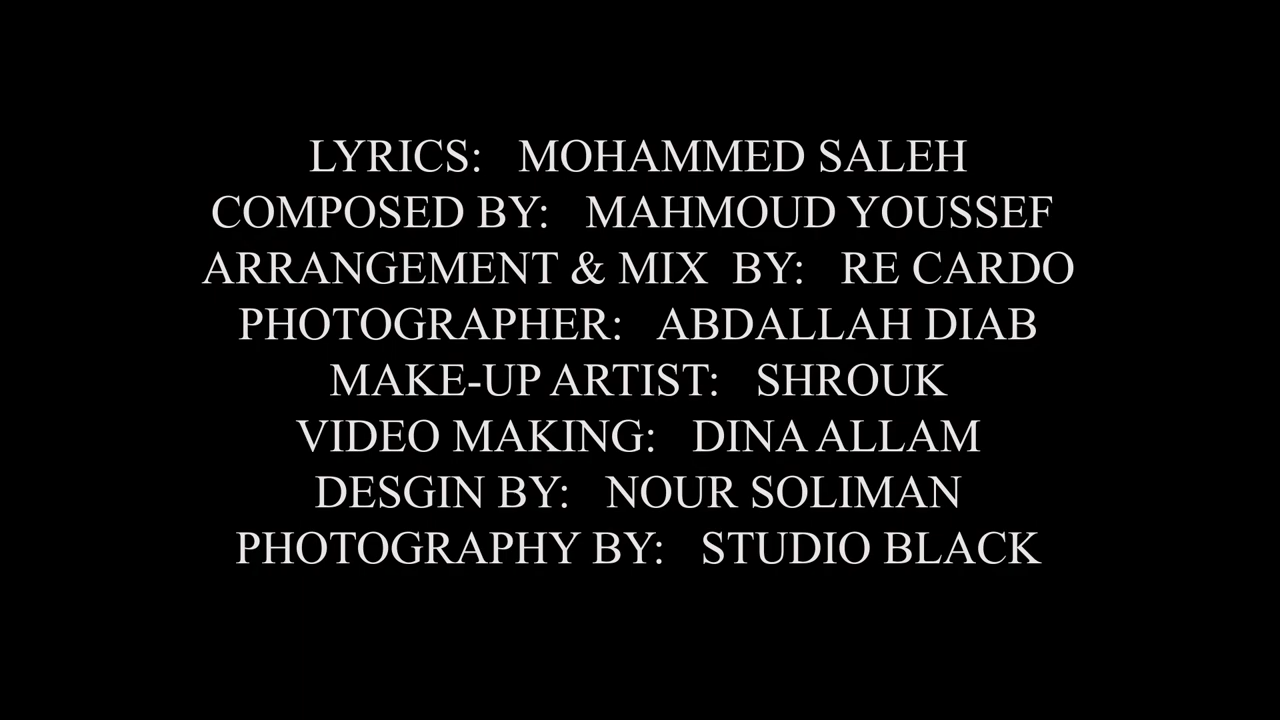 LYRICS: MOHAMMED SALEH
COMPOSED BY: MAHMOUD YOUSSEF
ARRANGEMENT & MIX BY: RE CARDO
PHOTOGRAPHER: ABDALLAH DIAB
MAKE-UP ARTIST: SHROUK
VIDEO MAKING: DINA ALLAM
DESGIN BY: NOUR SOLIMAN
PHOTOGRAPHY BY: STUDIO BLACK